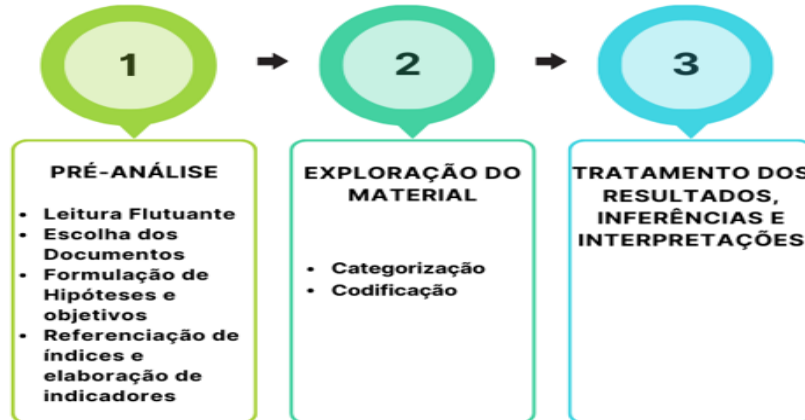 1
2
3
PRÉ-ANÁLISE
• Leitura Flutuante
• Escolha dos
Documentos
• Formulação de
Hipóteses e
objetivos
• Referenciação de
índices e
elaboração de
indicadores
EXPLORAÇÃO DO
MATERIAL
• Categorização
• Codificação
TRATAMENTO DOS
RESULTADOS,
INFERÊNCIAS E
INTERPRETAÇÕES